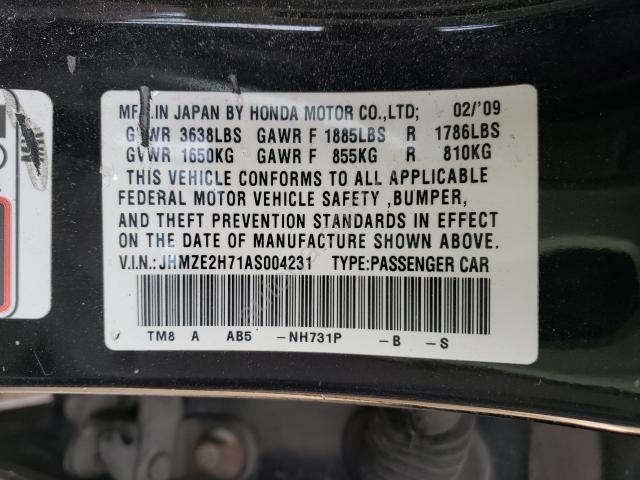 MFD.IN JAPAN BY HONDA MOTOR CO.,LTD; 02/'09
GVWR 3638LBS GAWR F 1885LBS R 1786LBS
GVWR 1650KG GAWR F 855KG R 810KG
THIS VEHICLE CONFORMS TO ALL APPLICABLE
FEDERAL MOTOR VEHICLE SAFETY ,BUMPER,
AND THEFT PREVENTION STANDARDS IN EFFECT
ON THE DATE OF MANUFACTURE SHOWN ABOVE.
V.I.N.:JHMZE2H71AS004231 TYPE:PASSENGER CAR
TM8 A AB5 -NH731P -B -S